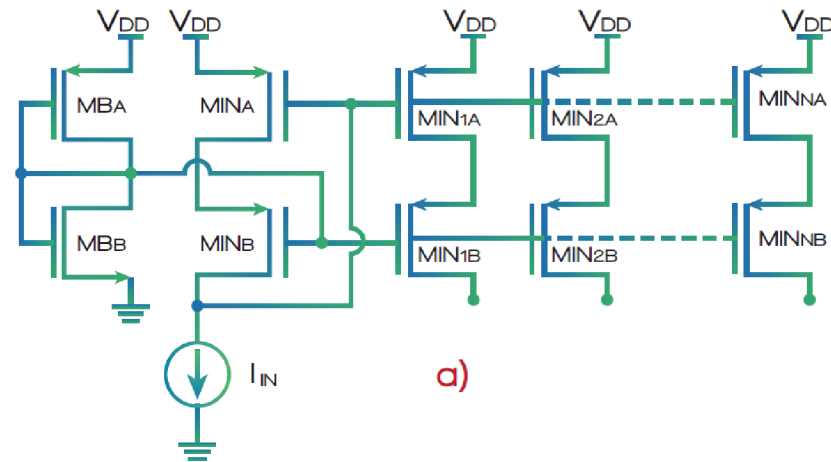 VDD VDD VDD VDD VDD
MBA MINA MIN1A MIN2A MINNA
MBB MINB MIN1B MIN2B MINNB
IIN
a)